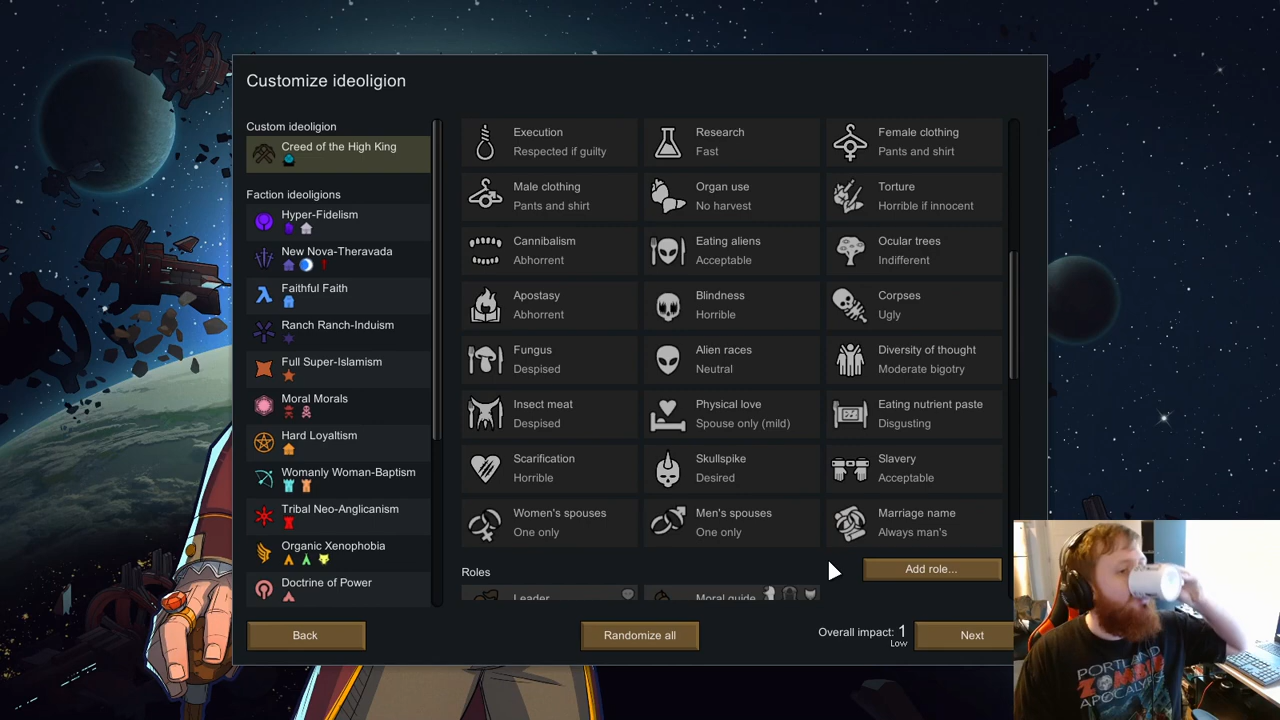 Customize ideoligion
Custom ideoligion
Creed of the High King
Faction ideoligions
Hyper-Fidelism
New Nova-Theravada
Faithful Faith
Ranch Ranch-Induism
Full Super-Islamism
Moral Morals
Hard Loyaltism
Womanly Woman-Baptism
Tribal Neo-Anglicanism
Organic Xenophobia
Doctrine of Power
Execution
Respected if guilty
Research
Fast
Female clothing
Pants and shirt
Male clothing
Pants and shirt
Organ use
No harvest
Torture
Horrible if innocent
Cannibalism
Abhorrent
Eating aliens
Acceptable
Ocular trees
Indifferent
Apostasy
Abhorrent
Blindness
Horrible
Corpses
Ugly
Fungus
Despised
Alien races
Neutral
Diversity of thought
Moderate bigotry
Insect meat
Despised
Physical love
Spouse only (mild)
Eating nutrient paste
Disgusting
Scarification
Horrible
Skullspike
Desired
Slavery
Acceptable
Women's spouses
One only
Men's spouses
One only
Marriage name
Always man's
Roles
Add role...
Leader
Moral guide
Back
Randomize all
Overall impact: 1
Low
Next
PORTLAND
ZOMBIE
APOCALYPSE